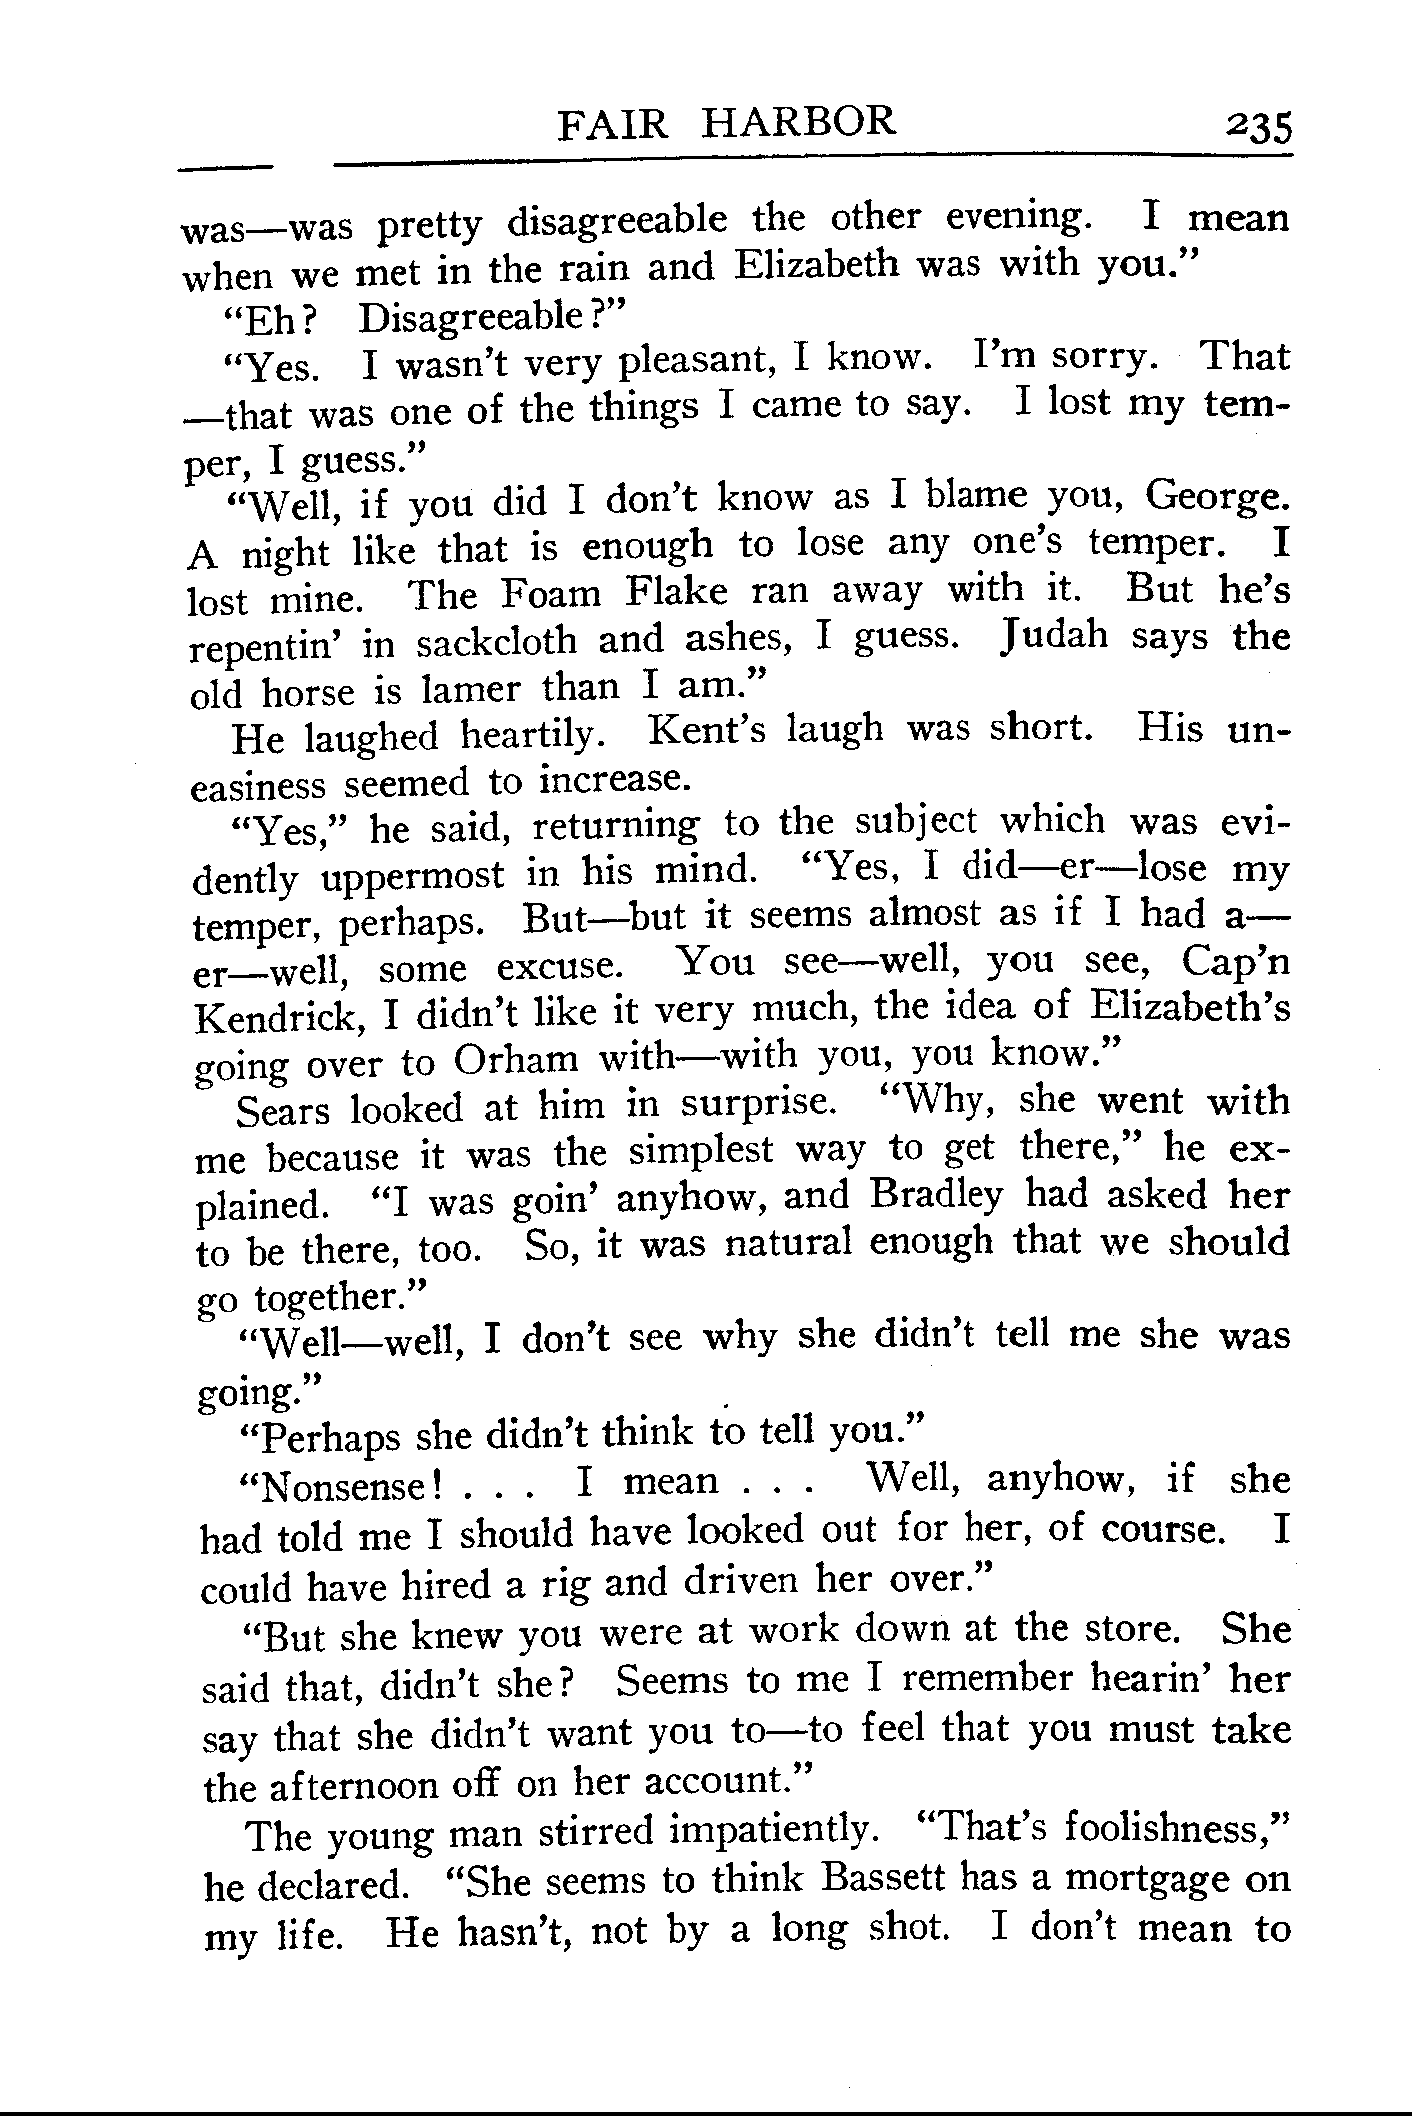 FAIR HARBOR 235
was—was pretty disagreeable the other evening. I mean
when we met in the rain and Elizabeth was with you.”
“Eh? Disagreeable?”
“Yes. I wasn’t very pleasant, I know. I’m sorry. That
—that was one of the things I came to say. I lost my tem-
per, I guess.”
“Well, if you did I don’t know as I blame you, George.
A night like that is enough to lose any one’s temper. I
lost mine. The Foam Flake ran away with it. But he’s
repentin’ in sackcloth and ashes, I guess. Judah says the
old horse is lamer than I am.”
He laughed heartily. Kent’s laugh was short. His un-
easiness seemed to increase.
“Yes,” he said, returning to the subject which was evi-
dently uppermost in his mind. “Yes, I did—er—lose my
temper, perhaps. But—but it seems almost as if I had a—
er—well, some excuse. You see—well, you see, Cap’n
Kendrick, I didn’t like it very much, the idea of Elizabeth’s
going over to Orham with—with you, you know.”
Sears looked at him in surprise. “Why, she went with
me because it was the simplest way to get there,” he ex-
plained. “I was goin’ anyhow, and Bradley had asked her
to be there, too. So, it was natural enough that we should
go together.”
“Well—well, I don’t see why she didn’t tell me she was
going.”
“Perhaps she didn’t think to tell you.”
“Nonsense! . . . I mean . . . Well, anyhow, if she
had told me I should have looked out for her, of course. I
could have hired a rig and driven her over.”
“But she knew you were at work down at the store. She
said that, didn’t she? Seems to me I remember hearin’ her
say that she didn’t want you to—to feel that you must take
the afternoon off on her account.”
The young man stirred impatiently. “That’s foolishness,”
he declared. “She seems to think Bassett has a mortgage on
my life. He hasn’t, not by a long shot. I don’t mean to